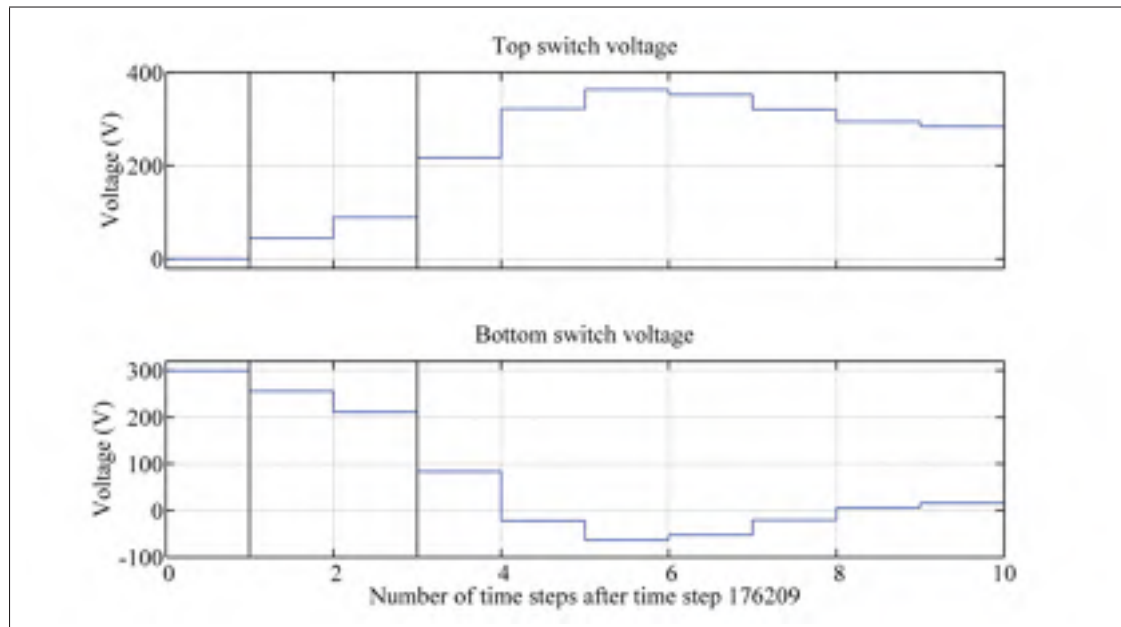 Top switch voltage
400
200
0
Voltage (V)
Bottom switch voltage
300
200
100
0
-100
Voltage (V)
0 2 4 6 8 10
Number of time steps after time step 176209